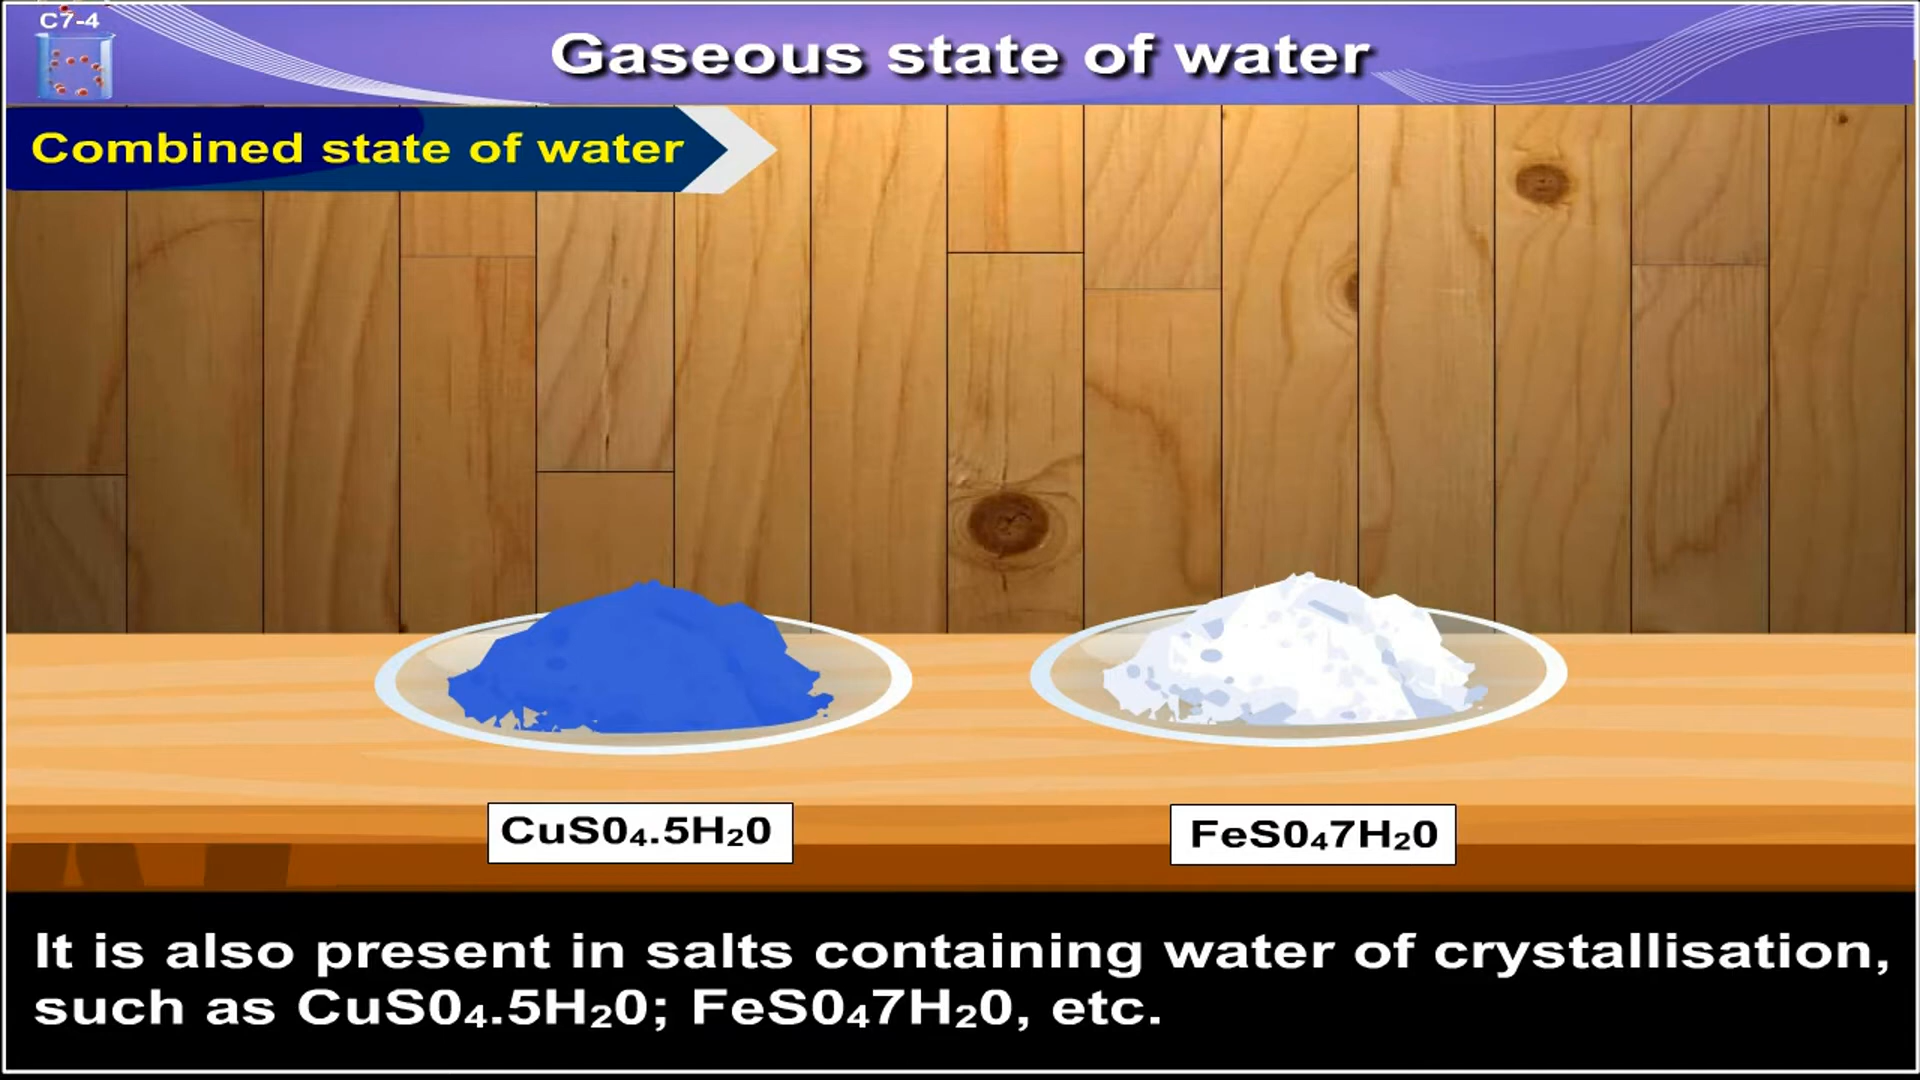 C7-4
Gaseous state of water
Combined state of water
CuS0₄.5H₂0
FeS0₄7H₂0
It is also present in salts containing water of crystallisation,
such as CuS0₄.5H₂0; FeS0₄7H₂0, etc.